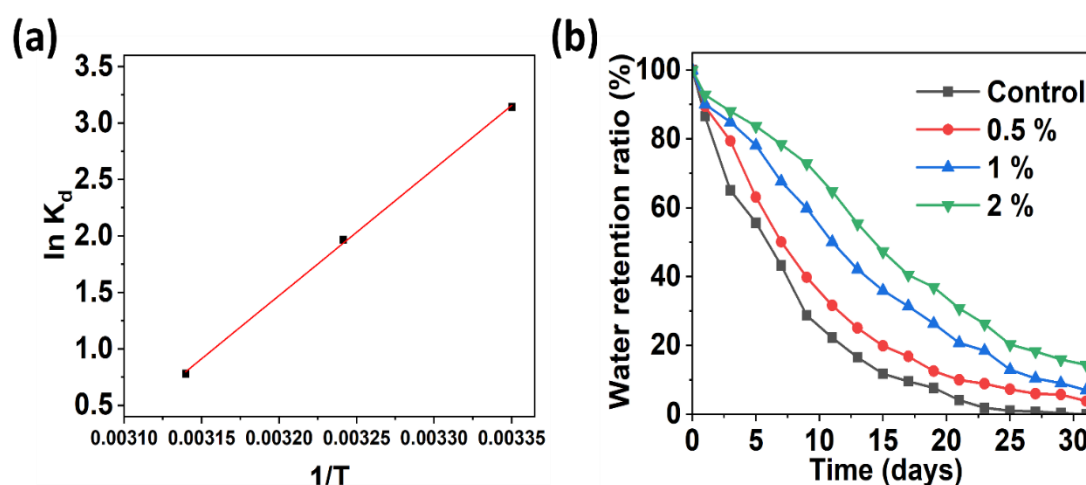 (a)
3.5
3.0
2.5
2.0
1.5
1.0
0.5
ln K_d
0.00310 0.00315 0.00320 0.00325 0.00330 0.00335
1/T
(b)
100
80
60
40
20
0
Water retention ratio (%)
Control
0.5 %
1 %
2 %
0 5 10 15 20 25 30
Time (days)